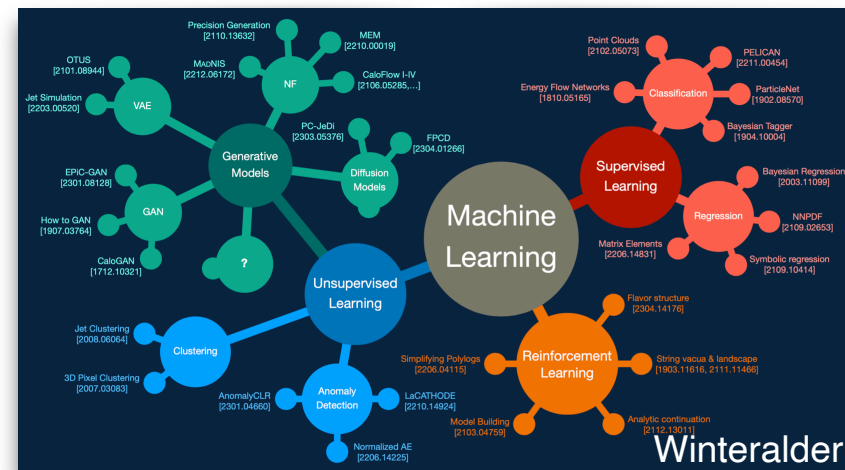 Precision Generation
[2110.13632]
MEM
[2210.00019]
MADNIS
[2212.06172]
NF
CaloFlow I-IV
[2106.05285,...]
OTUS
[2101.08944]
Jet Simulation
[2203.00520]
VAE
PC-JeDi
[2303.05376]
FPCD
[2304.01266]
Generative
Models
Diffusion
Models
EPiC-GAN
[2301.08128]
GAN
How to GAN
[1907.03764]
CaloGAN
[1712.10321]
?
Unsupervised
Learning
Jet Clustering
[2008.06064]
Clustering
3D Pixel Clustering
[2007.03083]
AnomalyCLR
[2301.04660]
Anomaly
Detection
LaCATHODE
[2210.14924]
Normalized AE
[2206.14225]
Machine
Learning
Point Clouds
[2102.05073]
PELICAN
[2211.00454]
Energy Flow Networks
[1810.05165]
Classification
ParticleNet
[1902.08570]
Bayesian Tagger
[1904.10004]
Supervised
Learning
Bayesian Regression
[2003.11099]
Regression
NNPDF
[2109.02653]
Matrix Elements
[2206.14831]
Symbolic regression
[2109.10414]
Flavor structure
[2304.14176]
Simplifying Polylogs
[2206.04115]
Reinforcement
Learning
String vacua & landscape
[1903.11616, 2111.11466]
Model Building
[2103.04759]
Analytic continuation
[2112.13011]
Winteralder